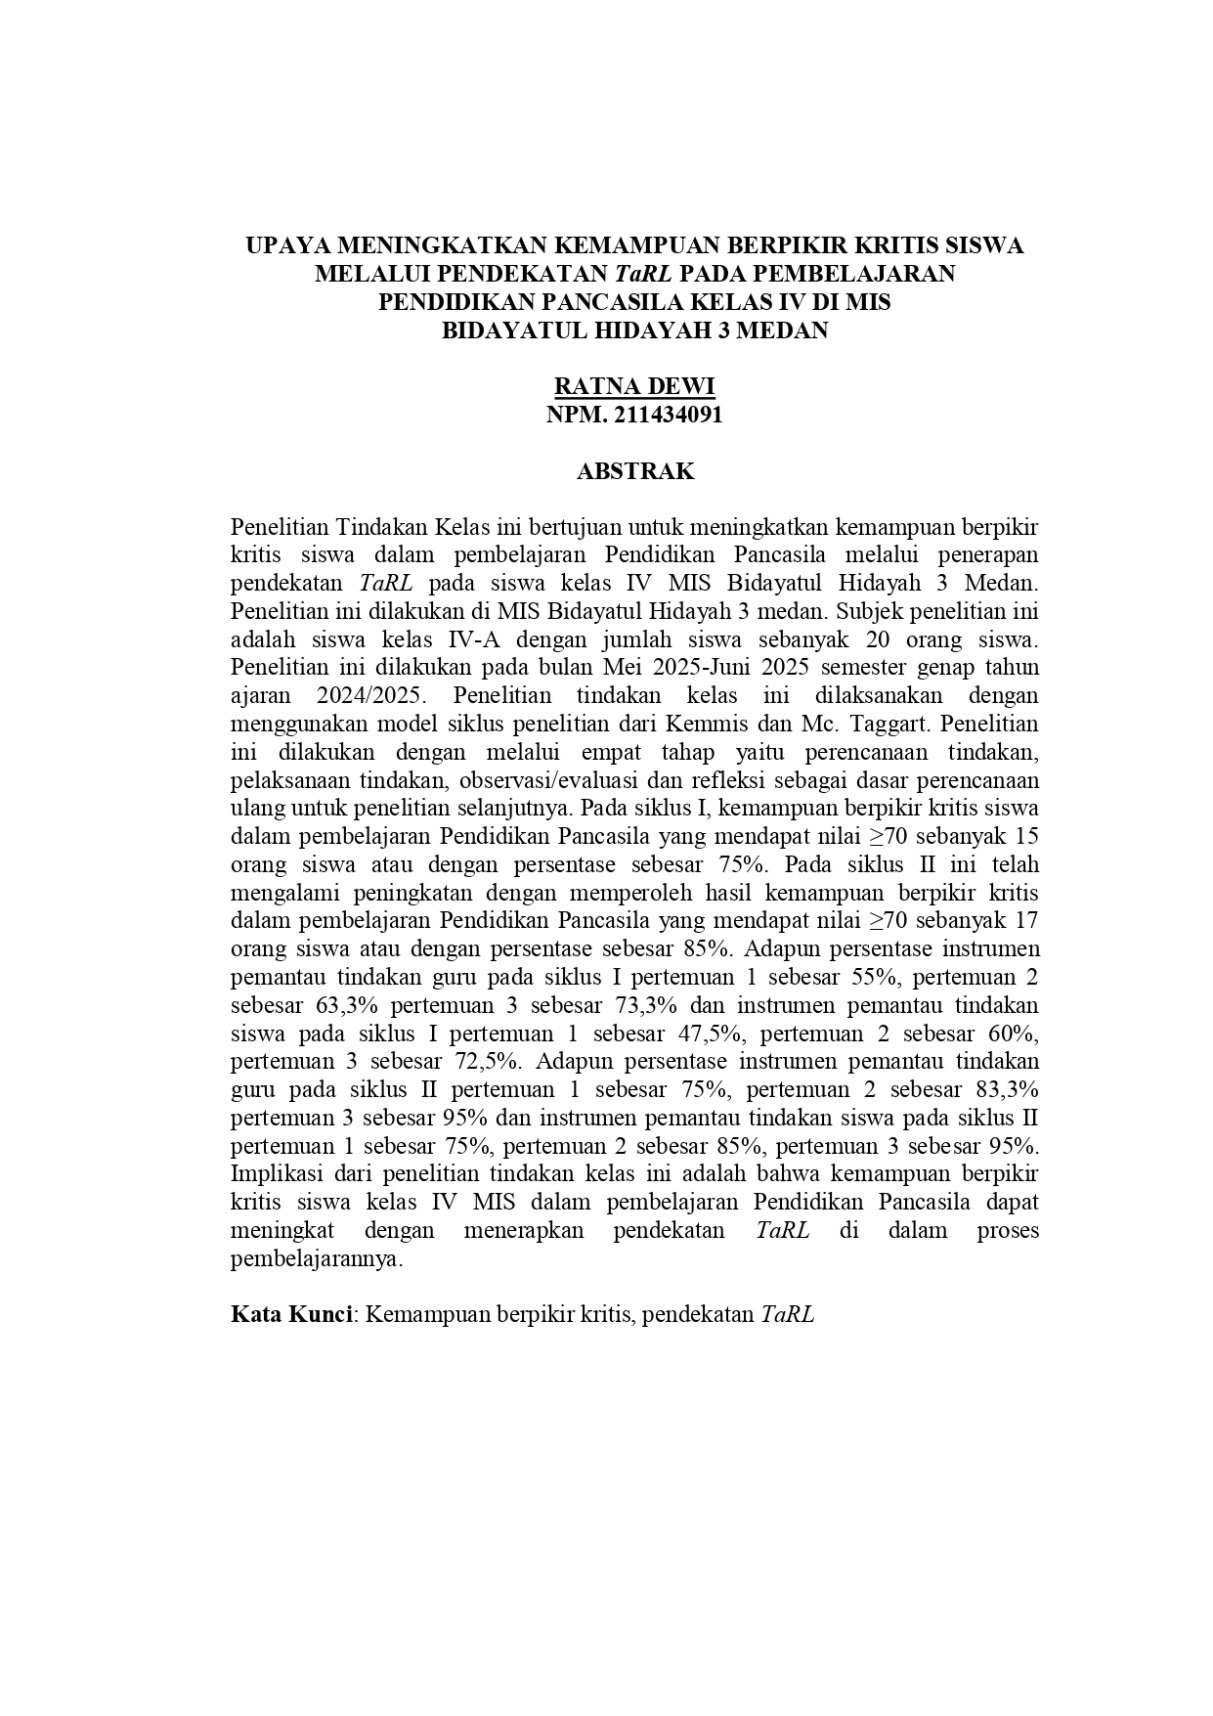 UPAYA MENINGKATKAN KEMAMPUAN BERPIKIR KRITIS SISWA
MELALUI PENDEKATAN TaRL PADA PEMBELAJARAN
PENDIDIKAN PANCASILA KELAS IV DI MIS
BIDAYATUL HIDAYAH 3 MEDAN
RATNA DEWI
NPM. 211434091
ABSTRAK
Penelitian Tindakan Kelas ini bertujuan untuk meningkatkan kemampuan berpikir
kritis siswa dalam pembelajaran Pendidikan Pancasila melalui penerapan
pendekatan TaRL pada siswa kelas IV MIS Bidayatul Hidayah 3 Medan.
Penelitian ini dilakukan di MIS Bidayatul Hidayah 3 medan. Subjek penelitian ini
adalah siswa kelas IV-A dengan jumlah siswa sebanyak 20 orang siswa.
Penelitian ini dilakukan pada bulan Mei 2025-Juni 2025 semester genap tahun
ajaran 2024/2025. Penelitian tindakan kelas ini dilaksanakan dengan
menggunakan model siklus penelitian dari Kemmis dan Mc. Taggart. Penelitian
ini dilakukan dengan melalui empat tahap yaitu perencanaan tindakan,
pelaksanaan tindakan, observasi/evaluasi dan refleksi sebagai dasar perencanaan
ulang untuk penelitian selanjutnya. Pada siklus I, kemampuan berpikir kritis siswa
dalam pembelajaran Pendidikan Pancasila yang mendapat nilai ≥70 sebanyak 15
orang siswa atau dengan persentase sebesar 75%. Pada siklus II ini telah
mengalami peningkatan dengan memperoleh hasil kemampuan berpikir kritis
dalam pembelajaran Pendidikan Pancasila yang mendapat nilai ≥70 sebanyak 17
orang siswa atau dengan persentase sebesar 85%. Adapun persentase instrumen
pemantau tindakan guru pada siklus I pertemuan 1 sebesar 55%, pertemuan 2
sebesar 63,3% pertemuan 3 sebesar 73,3% dan instrumen pemantau tindakan
siswa pada siklus I pertemuan 1 sebesar 47,5%, pertemuan 2 sebesar 60%,
pertemuan 3 sebesar 72,5%. Adapun persentase instrumen pemantau tindakan
guru pada siklus II pertemuan 1 sebesar 75%, pertemuan 2 sebesar 83,3%
pertemuan 3 sebesar 95% dan instrumen pemantau tindakan siswa pada siklus II
pertemuan 1 sebesar 75%, pertemuan 2 sebesar 85%, pertemuan 3 sebesar 95%.
Implikasi dari penelitian tindakan kelas ini adalah bahwa kemampuan berpikir
kritis siswa kelas IV MIS dalam pembelajaran Pendidikan Pancasila dapat
meningkat dengan menerapkan pendekatan TaRL di dalam proses
pembelajarannya.
Kata Kunci: Kemampuan berpikir kritis, pendekatan TaRL